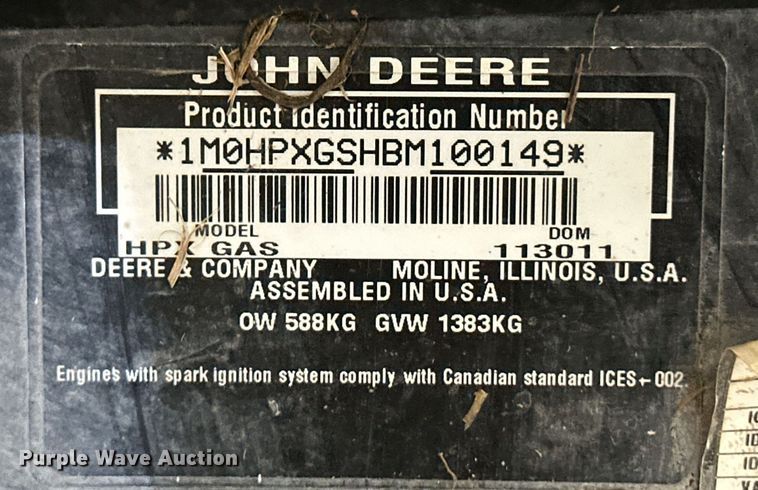 JOHN DEERE
Product Identification Number
*1M0HPXGSHBM100149*
MODEL DOM
HPX GAS 113011
DEERE & COMPANY MOLINE, ILLINOIS, U.S.A.
ASSEMBLED IN U.S.A.
OW 588KG GVW 1383KG
Engines with spark ignition system comply with Canadian standard ICES-002.
Purple Wave Auction